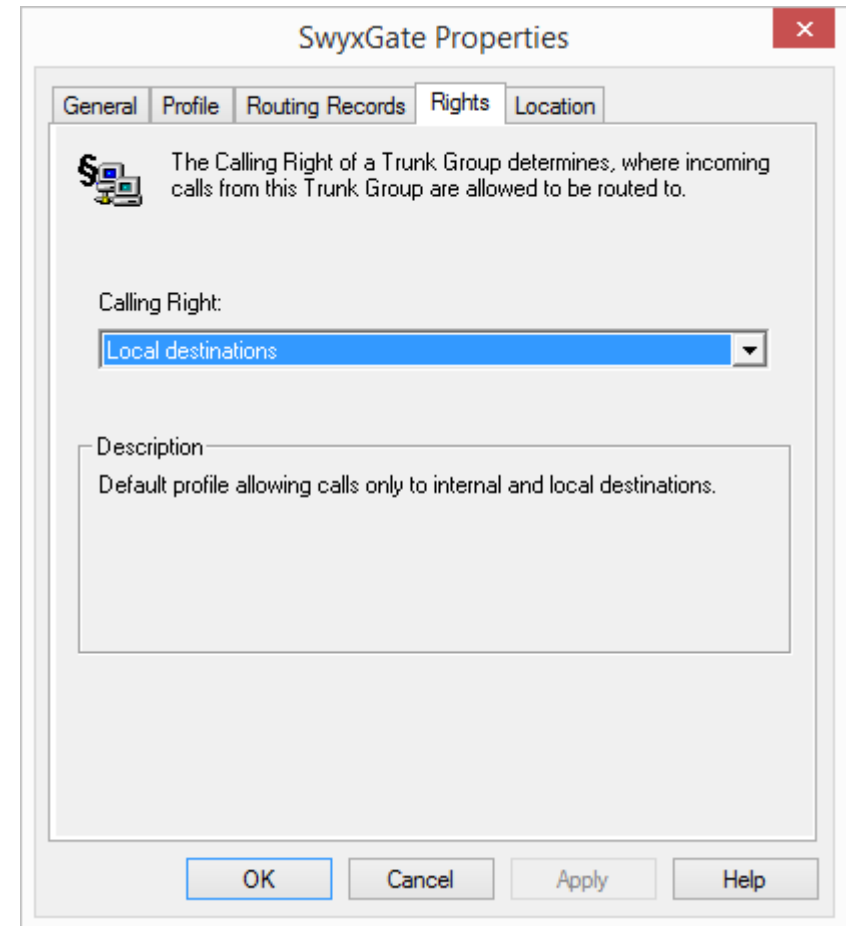 SwyxGate Properties
General Profile Routing Records Rights Location
§
The Calling Right of a Trunk Group determines, where incoming
calls from this Trunk Group are allowed to be routed to.
Calling Right:
Local destinations
Description
Default profile allowing calls only to internal and local destinations.
OK Cancel Apply Help